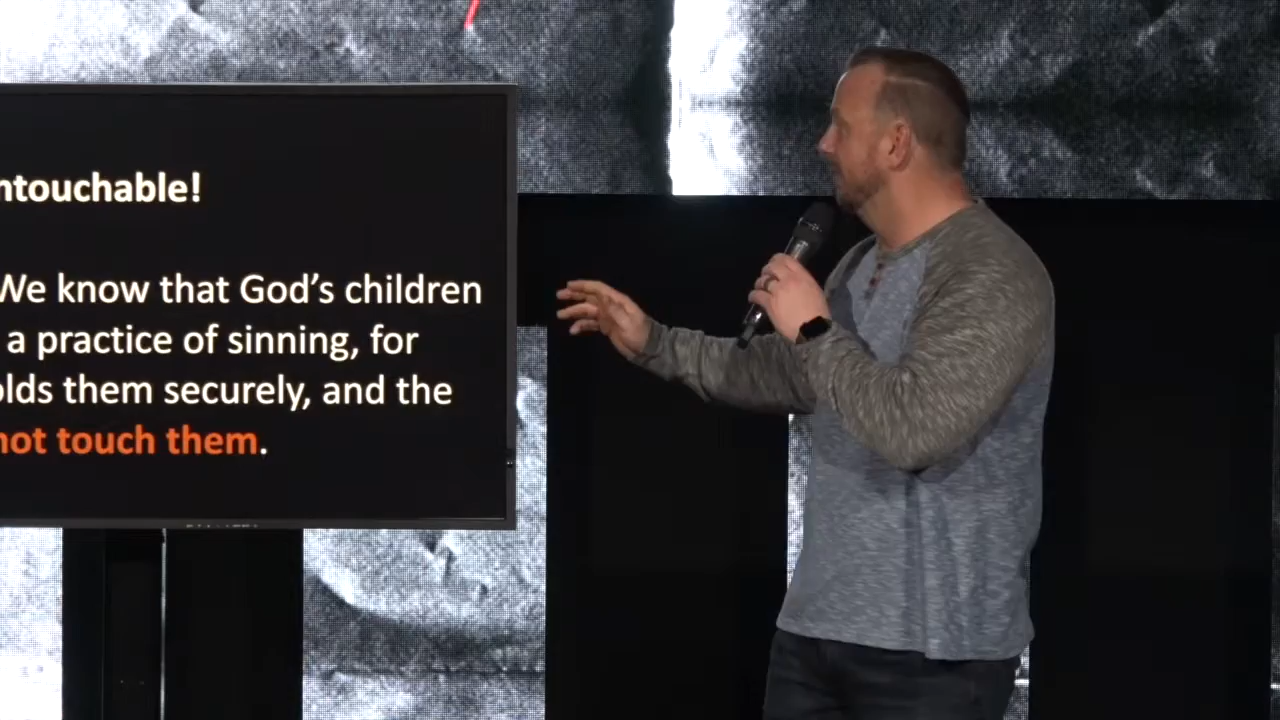 ntouchable!
We know that God’s children
a practice of sinning, for
olds them securely, and the
not touch them.